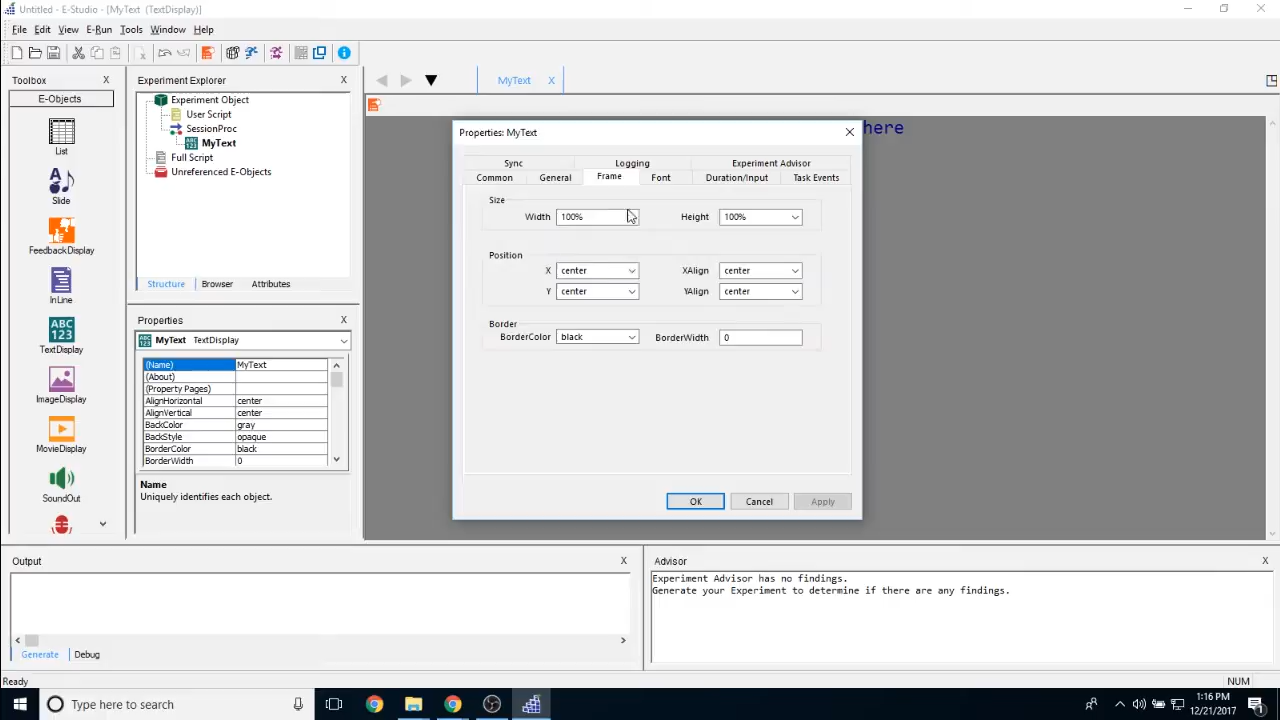 Untitled - E-Studio - [MyText (TextDisplay)]
File Edit View E-Run Tools Window Help
Toolbox X
E-Objects
List
Slide
FeedbackDisplay
InLine
ABC
123
TextDisplay
ImageDisplay
MovieDisplay
SoundOut
Experiment Explorer X
Experiment Object
User Script
SessionProc
MyText
Full Script
Unreferenced E-Objects
Structure Browser Attributes
Properties X
MyText TextDisplay
(Name) MyText
(About)
(Property Pages)
AlignHorizontal center
AlignVertical center
BackColor gray
BackStyle opaque
BorderColor black
BorderWidth 0
Name
Uniquely identifies each object.
MyText X
here
Properties: MyText
Sync Logging Experiment Advisor
Common General Frame Font Duration/Input Task Events
Size
Width 100% Height 100%
Position
X center XAlign center
Y center YAlign center
Border
BorderColor black BorderWidth 0
OK Cancel Apply
Output X
Generate Debug
Advisor X
Experiment Advisor has no findings.
Generate your Experiment to determine if there are any findings.
Ready NUM
Type here to search
1:16 PM
12/21/2017